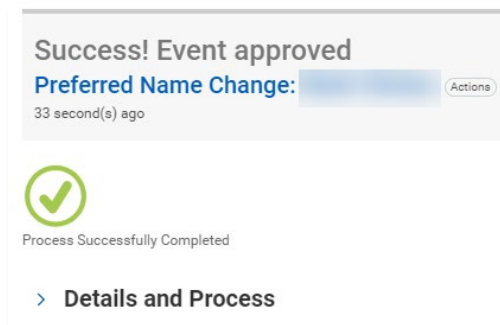 Success! Event approved
Preferred Name Change:
Actions
33 second(s) ago
Process Successfully Completed
Details and Process